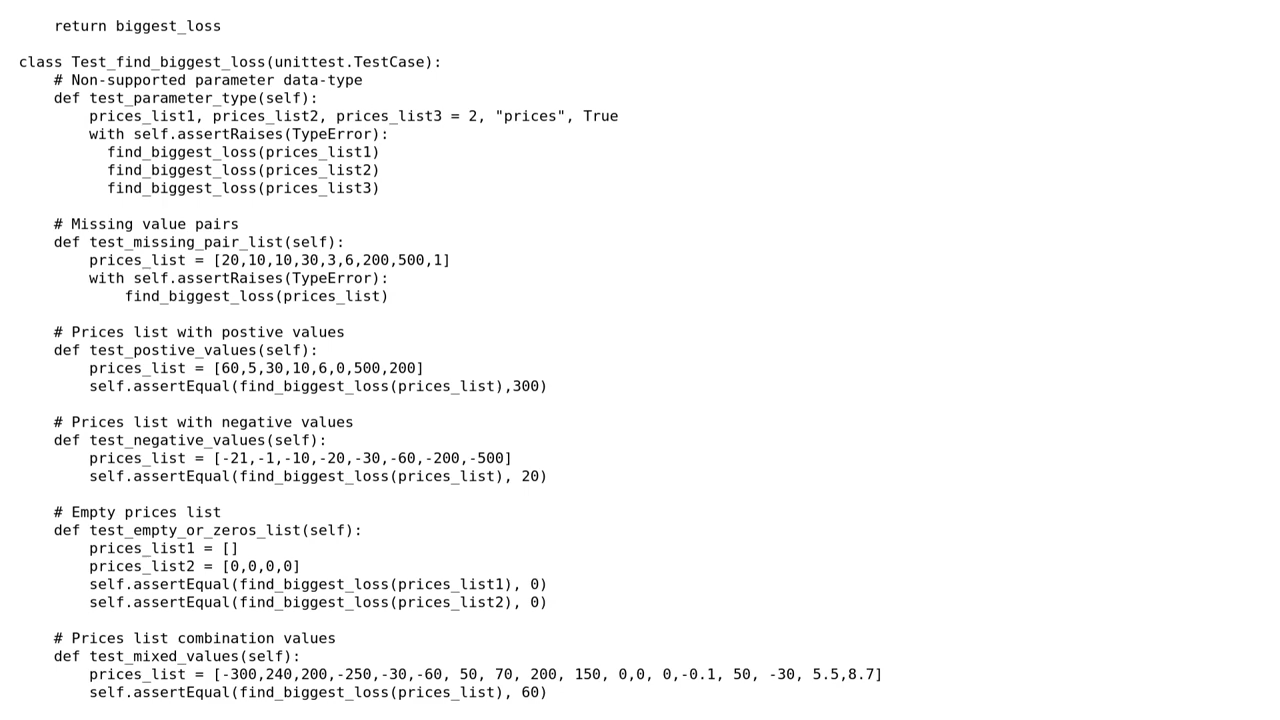 return biggest_loss

class Test_find_biggest_loss(unittest.TestCase):
    # Non-supported parameter data-type
    def test_parameter_type(self):
        prices_list1, prices_list2, prices_list3 = 2, "prices", True
        with self.assertRaises(TypeError):
          find_biggest_loss(prices_list1)
          find_biggest_loss(prices_list2)
          find_biggest_loss(prices_list3)

    # Missing value pairs
    def test_missing_pair_list(self):
        prices_list = [20,10,10,30,3,6,200,500,1]
        with self.assertRaises(TypeError):
            find_biggest_loss(prices_list)

    # Prices list with postive values
    def test_postive_values(self):
        prices_list = [60,5,30,10,6,0,500,200]
        self.assertEqual(find_biggest_loss(prices_list),300)

    # Prices list with negative values
    def test_negative_values(self):
        prices_list = [-21,-1,-10,-20,-30,-60,-200,-500]
        self.assertEqual(find_biggest_loss(prices_list), 20)

    # Empty prices list
    def test_empty_or_zeros_list(self):
        prices_list1 = []
        prices_list2 = [0,0,0,0]
        self.assertEqual(find_biggest_loss(prices_list1), 0)
        self.assertEqual(find_biggest_loss(prices_list2), 0)

    # Prices list combination values
    def test_mixed_values(self):
        prices_list = [-300,240,200,-250,-30,-60, 50, 70, 200, 150, 0,0, 0,-0.1, 50, -30, 5.5,8.7]
        self.assertEqual(find_biggest_loss(prices_list), 60)